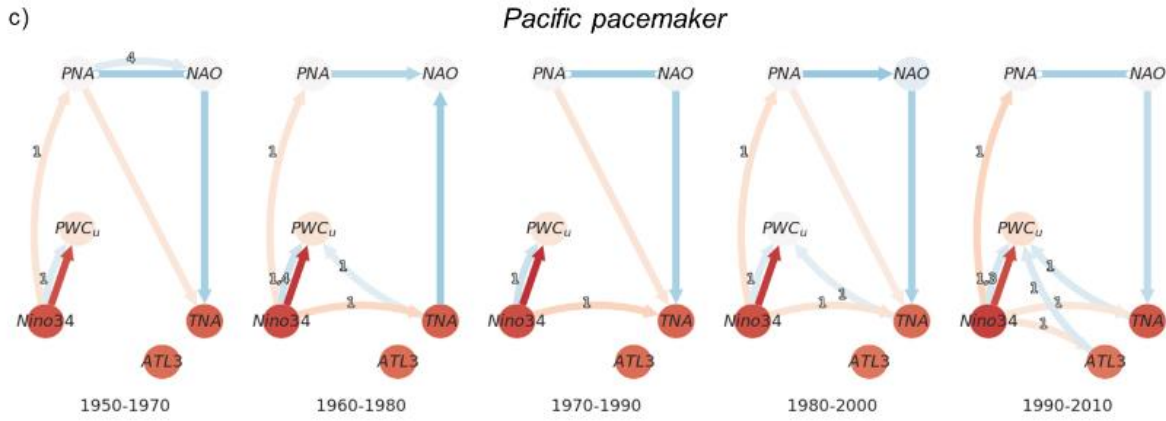 c)
Pacific pacemaker
PNA
4
NAO
1
PWCu
1
Nino34
TNA
ATL3
1950-1970
PNA
NAO
1
PWCu
1,4
1
Nino34
1
TNA
ATL3
1960-1980
PNA
NAO
PWCu
1
Nino34
1
TNA
ATL3
1970-1990
PNA
NAO
1
PWCu
1
1
Nino34
1
TNA
ATL3
1980-2000
PNA
NAO
1
PWCu
1,3
1
1
Nino34
1
1
TNA
ATL3
1990-2010